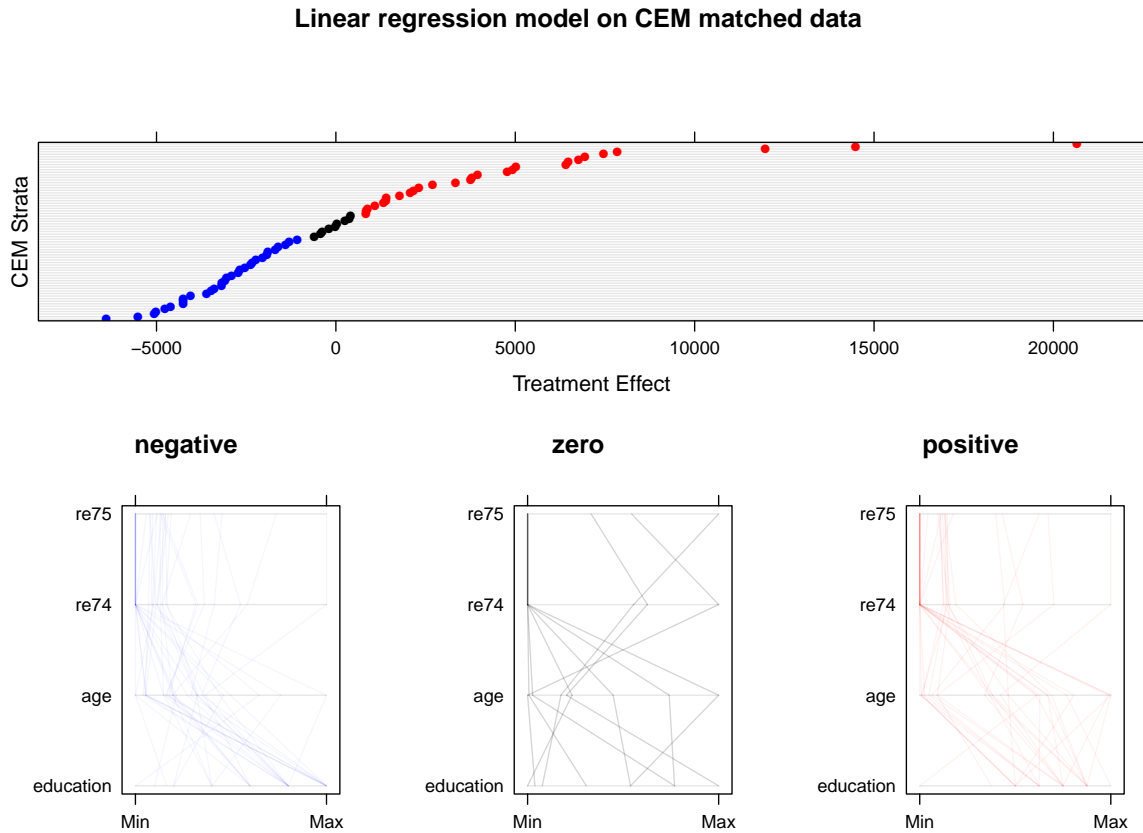 Linear regression model on CEM matched data
CEM Strata
−5000 0 5000 10000 15000 20000
Treatment Effect
negative zero positive
re75 re75 re75
re74 re74 re74
age age age
education education education
Min Max Min Max Min Max